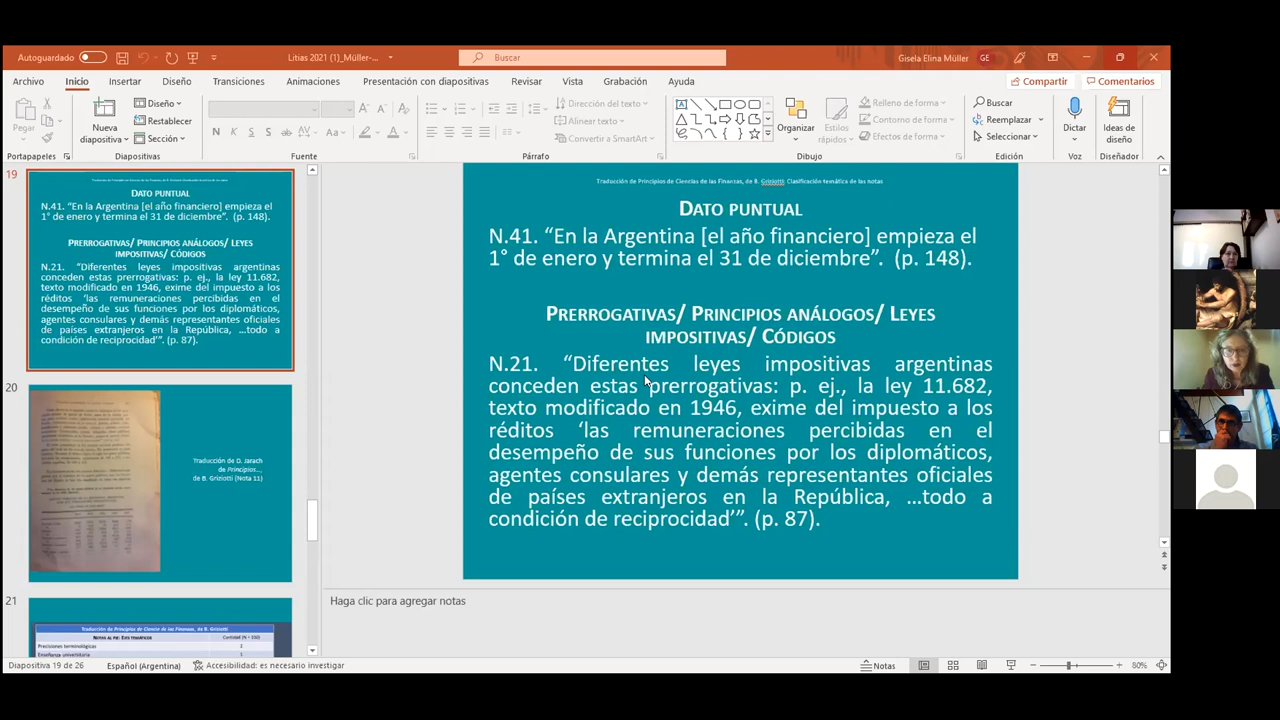 Autoguardado
Litias 2021 (1)_Müller-...
Buscar
Gisela Elina Müller
GE
Archivo Inicio Insertar Diseño Transiciones Animaciones Presentación con diapositivas Revisar Vista Grabación Ayuda
Compartir
Comentarios
Pegar
Nueva
diapositiva
Diseño
Restablecer
Sección
N K S S ab AV Aa A
Dirección del texto
Alinear texto
Convertir a SmartArt
Organizar
Estilos
rápidos
Relleno de forma
Contorno de forma
Efectos de forma
Buscar
Reemplazar
Seleccionar
Dictar
Ideas de
diseño
Portapapeles Diapositivas Fuente Párrafo Dibujo Edición Voz Diseñador
19
DATO PUNTUAL
N.41. “En la Argentina [el año financiero] empieza el
1° de enero y termina el 31 de diciembre”. (p. 148).
PRERROGATIVAS/ PRINCIPIOS ANÁLOGOS/ LEYES
IMPOSITIVAS/ CÓDIGOS
N.21. “Diferentes leyes impositivas argentinas
conceden estas prerrogativas: p. ej., la ley 11.682,
texto modificado en 1946, exime del impuesto a los
réditos ‘las remuneraciones percibidas en el
desempeño de sus funciones por los diplomáticos,
agentes consulares y demás representantes oficiales
de países extranjeros en la República, …todo a
condición de reciprocidad’”. (p. 87).
20
Traducción de D. Jarach
de Principios...,
de B. Griziotti (Nota 11)
21
Traducción de Principios de Ciencia de las Finanzas, de B. Griziotti
NOTAS AL PIE: EJES TEMÁTICOS
Precisiones terminológicas 2
Enseñanza universitaria
Traducción de Principios de Ciencias de las Finanzas, de B. Griziotti: Clasificación temática de las notas
DATO PUNTUAL
N.41. “En la Argentina [el año financiero] empieza el
1° de enero y termina el 31 de diciembre”. (p. 148).
PRERROGATIVAS/ PRINCIPIOS ANÁLOGOS/ LEYES
IMPOSITIVAS/ CÓDIGOS
N.21. “Diferentes leyes impositivas argentinas
conceden estas prerrogativas: p. ej., la ley 11.682,
texto modificado en 1946, exime del impuesto a los
réditos ‘las remuneraciones percibidas en el
desempeño de sus funciones por los diplomáticos,
agentes consulares y demás representantes oficiales
de países extranjeros en la República, …todo a
condición de reciprocidad’”. (p. 87).
Haga clic para agregar notas
Diapositiva 19 de 26
Español (Argentina)
Accesibilidad: es necesario investigar
Notas
80%